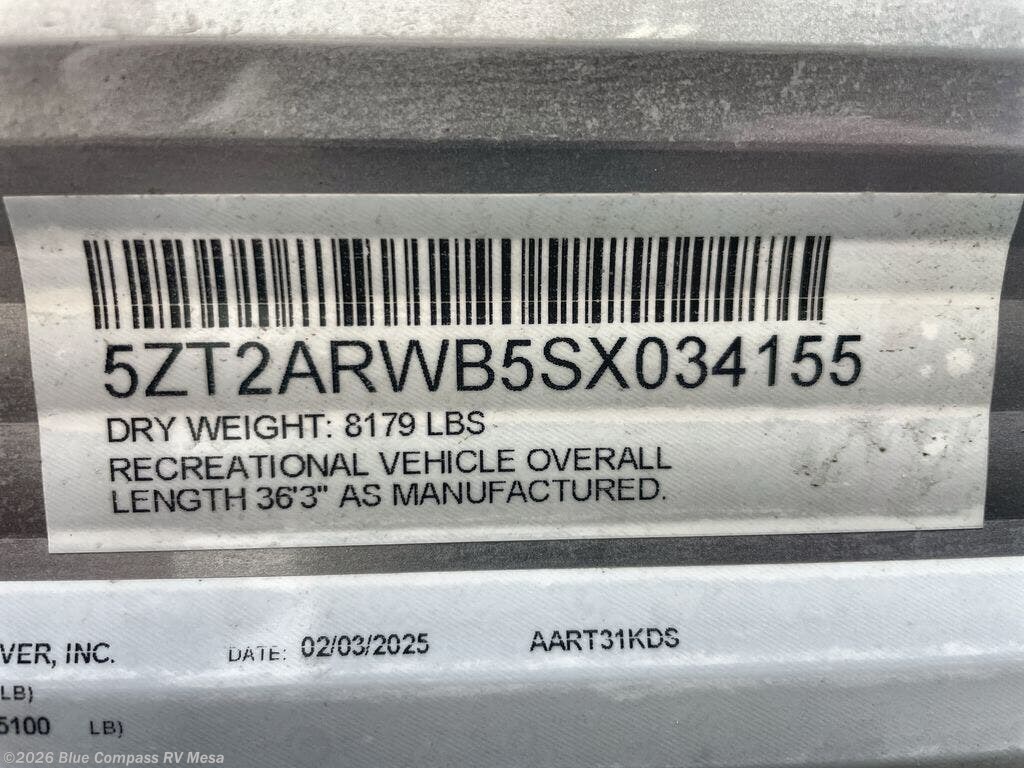 5ZT2ARWB5SX034155
DRY WEIGHT: 8179 LBS
RECREATIONAL VEHICLE OVERALL
LENGTH 36'3" AS MANUFACTURED.
VER, INC. DATE: 02/03/2025 AART31KDS
LB)
5100 LB)
©2026 Blue Compass RV Mesa